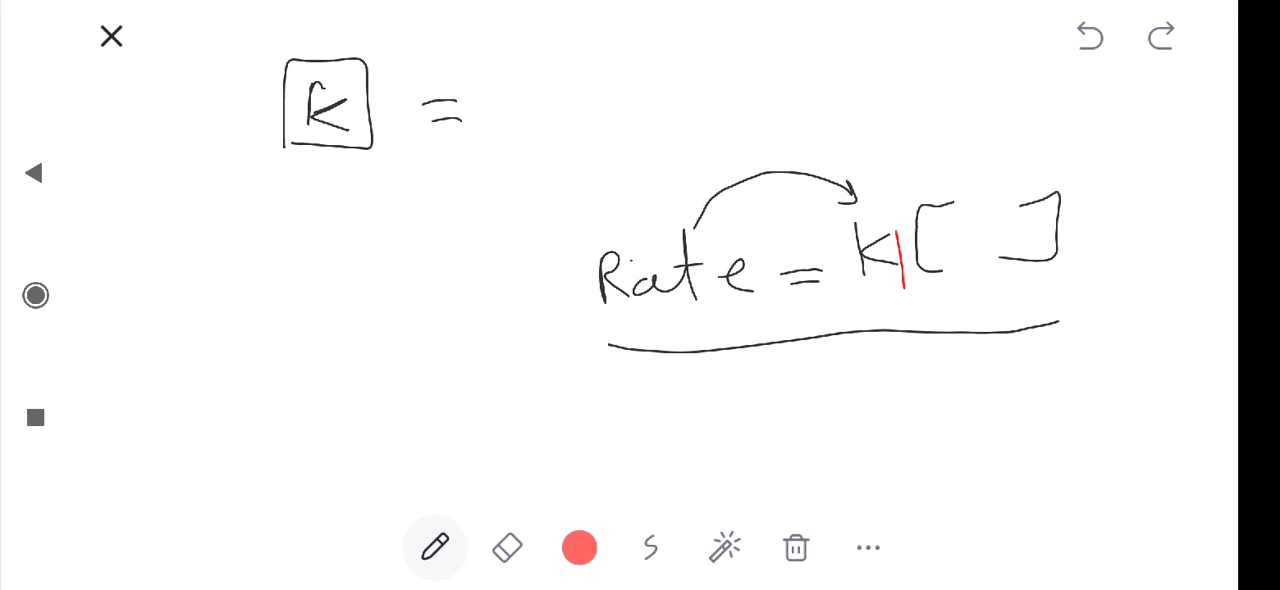 k =
Rate = k[ ]